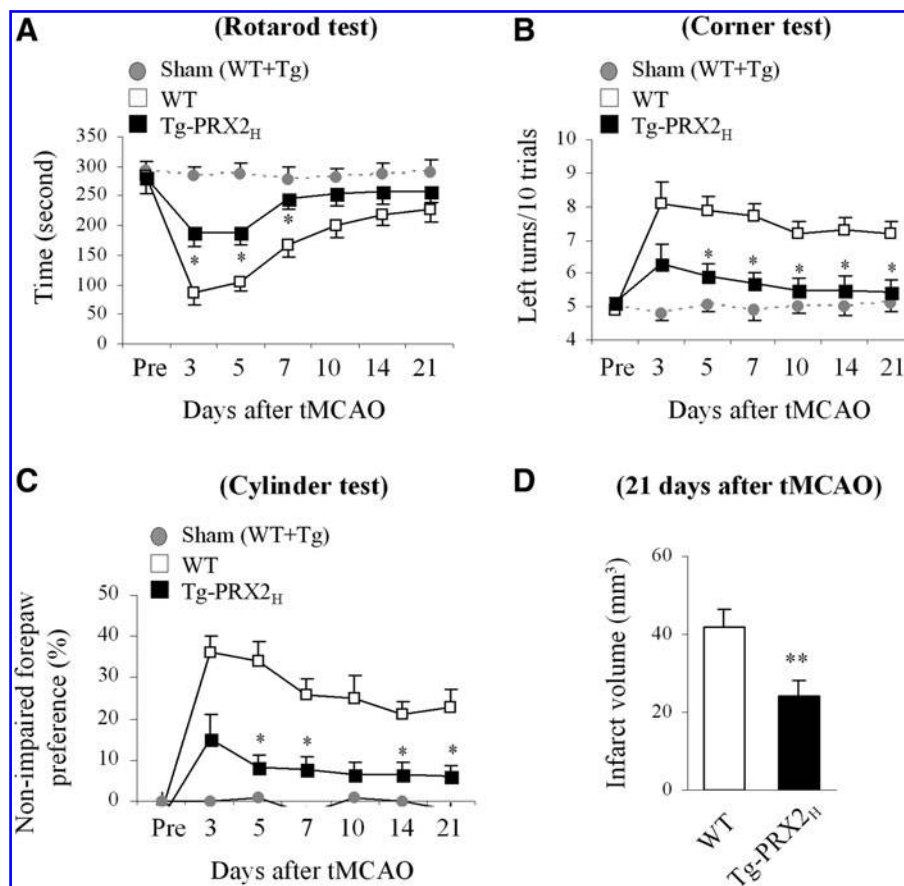 A (Rotarod test)
Sham (WT+Tg)
WT
Tg-PRX2H
350
300
250
200
150
100
50
0
Time (second)
* * *
Pre 3 5 7 10 14 21
Days after tMCAO
B (Corner test)
Sham (WT+Tg)
WT
Tg-PRX2H
10
9
8
7
6
5
4
Left turns/10 trials
* * * * *
Pre 3 5 7 10 14 21
Days after tMCAO
C (Cylinder test)
Sham (WT+Tg)
WT
Tg-PRX2H
50
40
30
20
10
0
Non-impaired forepaw
preference (%)
* * * *
Pre 3 5 7 10 14 21
Days after tMCAO
D (21 days after tMCAO)
60
40
20
0
Infarct volume (mm³)
**
WT
Tg-PRX2H